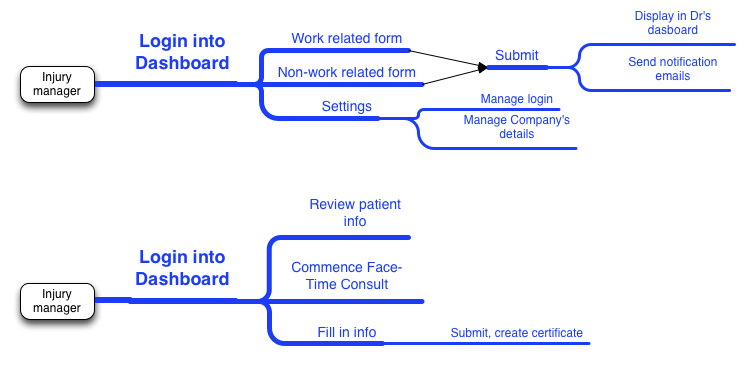 Injury
manager
Login into
Dashboard
Work related form
Non-work related form
Settings
Submit
Display in Dr's
dasboard
Send notification
emails
Manage login
Manage Company's
details
Injury
manager
Login into
Dashboard
Review patient
info
Commence Face-
Time Consult
Fill in info
Submit, create certificate